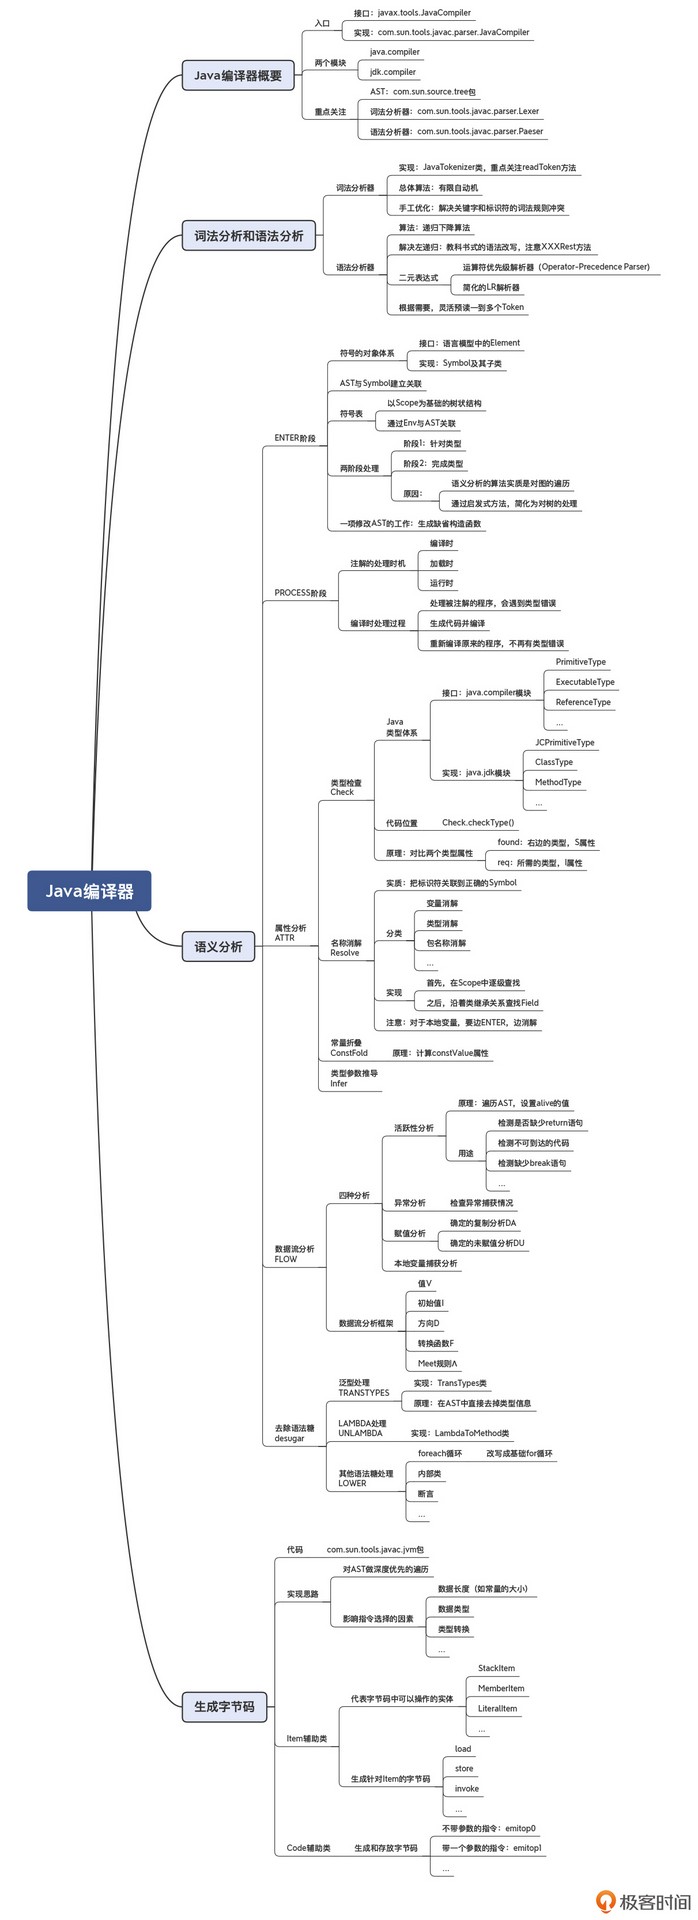 入口
接口：javax.tools.JavaCompiler
实现：com.sun.tools.javac.parser.JavaCompiler
Java编译器概要
两个模块
java.compiler
jdk.compiler
重点关注
AST：com.sun.source.tree包
词法分析器：com.sun.tools.javac.parser.Lexer
语法分析器：com.sun.tools.javac.parser.Paeser
词法分析和语法分析
词法分析器
实现：JavaTokenizer类，重点关注readToken方法
总体算法：有限自动机
手工优化：解决关键字和标识符的词法规则冲突
语法分析器
算法：递归下降算法
解决左递归：教科书式的语法改写，注意XXXRest方法
二元表达式
运算符优先级解析器（Operator-Precedence Parser)
简化的LR解析器
根据需要，灵活预读一到多个Token
Java编译器
语义分析
ENTER阶段
符号的对象体系
接口：语言模型中的Element
实现：Symbol及其子类
AST与Symbol建立关联
符号表
以Scope为基础的树状结构
通过Env与AST关联
两阶段处理
阶段1：针对类型
阶段2：完成类型
原因：
语义分析的算法实质是对图的遍历
通过启发式方法，简化为对树的处理
一项修改AST的工作：生成缺省构造函数
PROCESS阶段
注解的处理时机
编译时
加载时
运行时
编译时处理过程
处理被注解的程序，会遇到类型错误
生成代码并编译
重新编译原来的程序，不再有类型错误
属性分析
ATTR
类型检查
Check
Java
类型体系
接口：java.compiler模块
PrimitiveType
ExecutableType
ReferenceType
...
实现：java.jdk模块
JCPrimitiveType
ClassType
MethodType
...
代码位置
Check.checkType()
原理：对比两个类型属性
found：右边的类型，S属性
req：所需的类型，I属性
名称消解
Resolve
实质：把标识符关联到正确的Symbol
分类
变量消解
类型消解
包名称消解
...
实现
首先，在Scope中逐级查找
之后，沿着类继承关系查找Field
注意：对于本地变量，要边ENTER，边消解
常量折叠
ConstFold
原理：计算constValue属性
类型参数推导
Infer
数据流分析
FLOW
四种分析
活跃性分析
原理：遍历AST，设置alive的值
用途
检测是否缺少return语句
检测不可到达的代码
检测缺少break语句
...
异常分析
检查异常捕获情况
赋值分析
确定的复制分析DA
确定的未赋值分析DU
本地变量捕获分析
数据流分析框架
值V
初始值I
方向D
转换函数F
Meet规则Λ
去除语法糖
desugar
泛型处理
TRANSTYPES
实现：TransTypes类
原理：在AST中直接去掉类型信息
LAMBDA处理
UNLAMBDA
实现：LambdaToMethod类
其他语法糖处理
LOWER
foreach循环
改写成基础for循环
内部类
断言
...
生成字节码
代码
com.sun.tools.javac.jvm包
实现思路
对AST做深度优先的遍历
影响指令选择的因素
数据长度（如常量的大小）
数据类型
类型转换
...
Item辅助类
代表字节码中可以操作的实体
StackItem
MemberItem
LiteralItem
...
生成针对Item的字节码
load
store
invoke
...
Code辅助类
生成和存放字节码
不带参数的指令：emitop0
带一个参数的指令：emitop1
...
极客时间